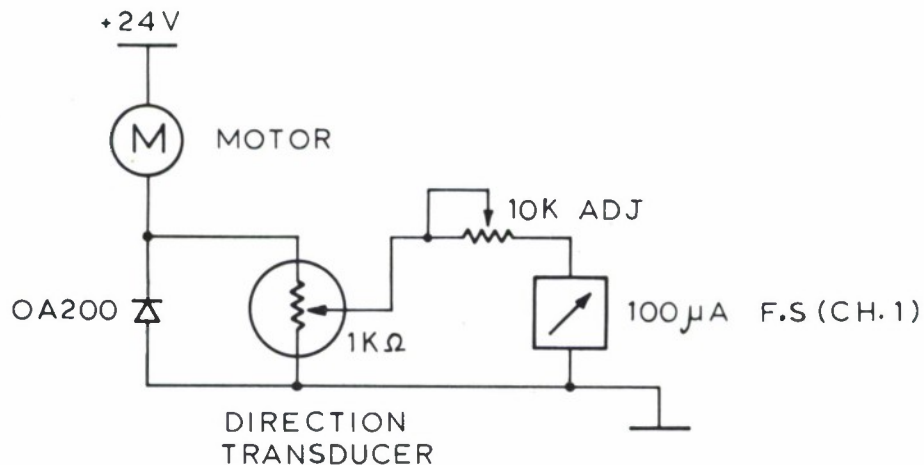 +24V
M MOTOR
10K ADJ
OA200
1KΩ
100µA F.S (CH.1)
DIRECTION
TRANSDUCER